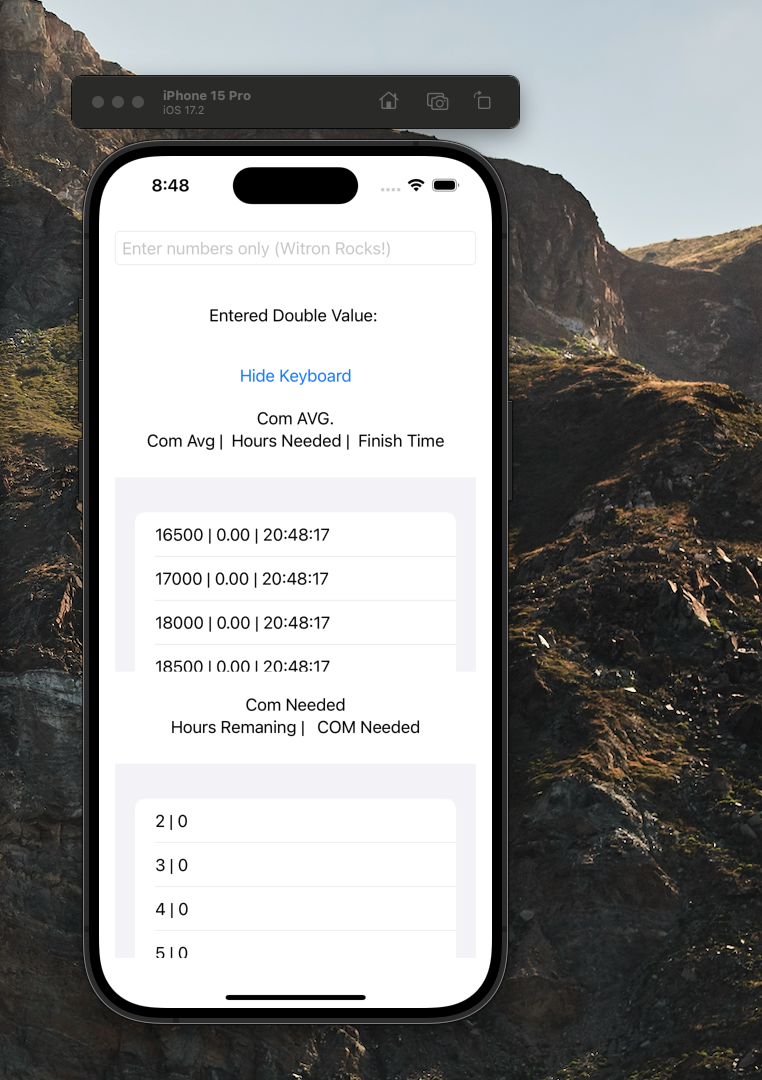 iPhone 15 Pro
iOS 17.2
8:48
Enter numbers only (Witron Rocks!)
Entered Double Value:
Hide Keyboard
Com AVG.
Com Avg | Hours Needed | Finish Time
16500 | 0.00 | 20:48:17
17000 | 0.00 | 20:48:17
18000 | 0.00 | 20:48:17
18500 | 0.00 | 20:48:17
Com Needed
Hours Remaning | COM Needed
2 | 0
3 | 0
4 | 0
5 | 0